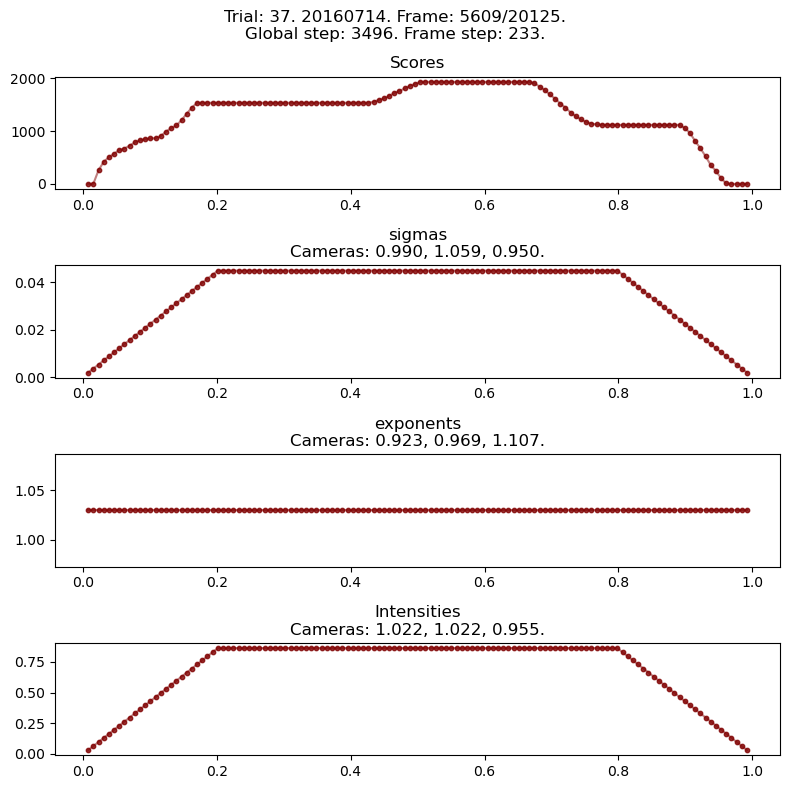 Trial: 37. 20160714. Frame: 5609/20125.
Global step: 3496. Frame step: 233.
Scores
2000
1000
0
0.0 0.2 0.4 0.6 0.8 1.0
sigmas
Cameras: 0.990, 1.059, 0.950.
0.04
0.02
0.00
0.0 0.2 0.4 0.6 0.8 1.0
exponents
Cameras: 0.923, 0.969, 1.107.
1.05
1.00
0.0 0.2 0.4 0.6 0.8 1.0
Intensities
Cameras: 1.022, 1.022, 0.955.
0.75
0.50
0.25
0.00
0.0 0.2 0.4 0.6 0.8 1.0